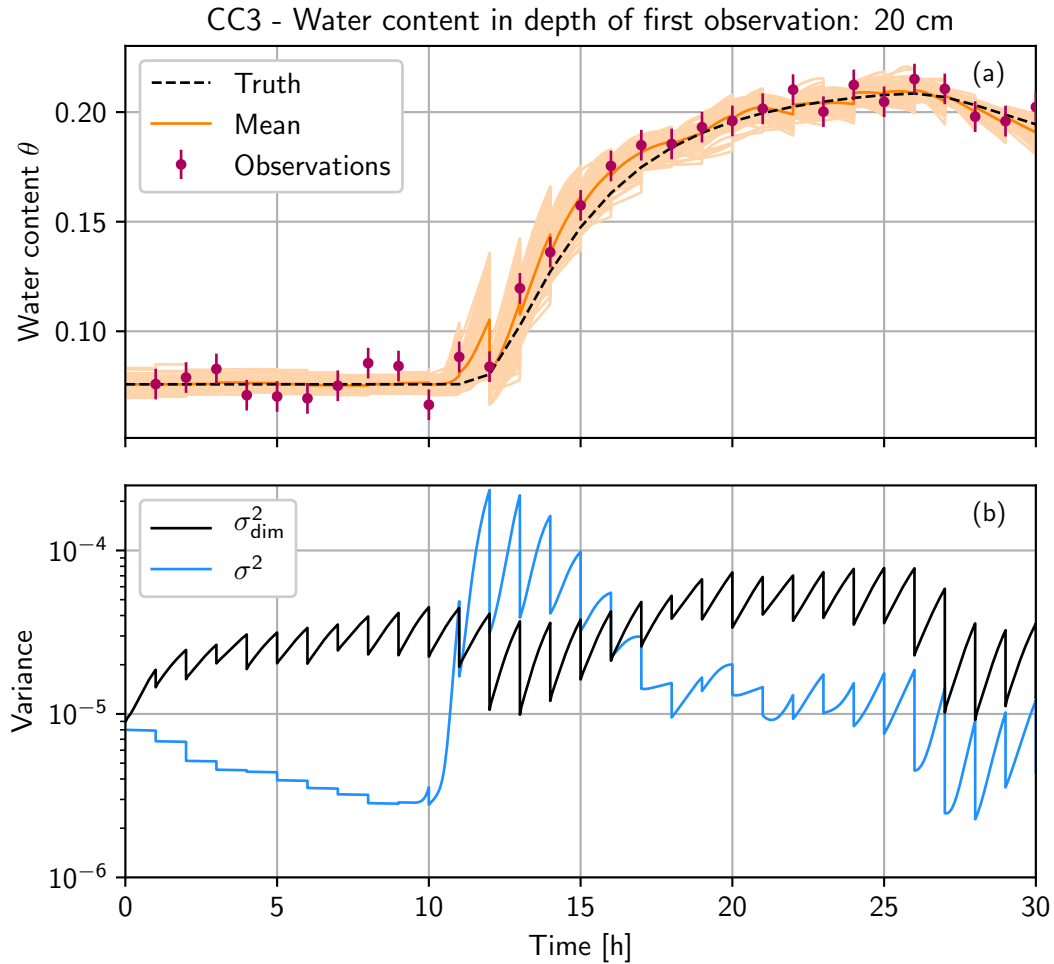 CC3 - Water content in depth of first observation: 20 cm
(a)
Truth
Mean
Observations
Water content θ
0.20
0.15
0.10
(b)
σ²dim
σ²
Variance
10⁻⁴
10⁻⁵
10⁻⁶
0 5 10 15 20 25 30
Time [h]